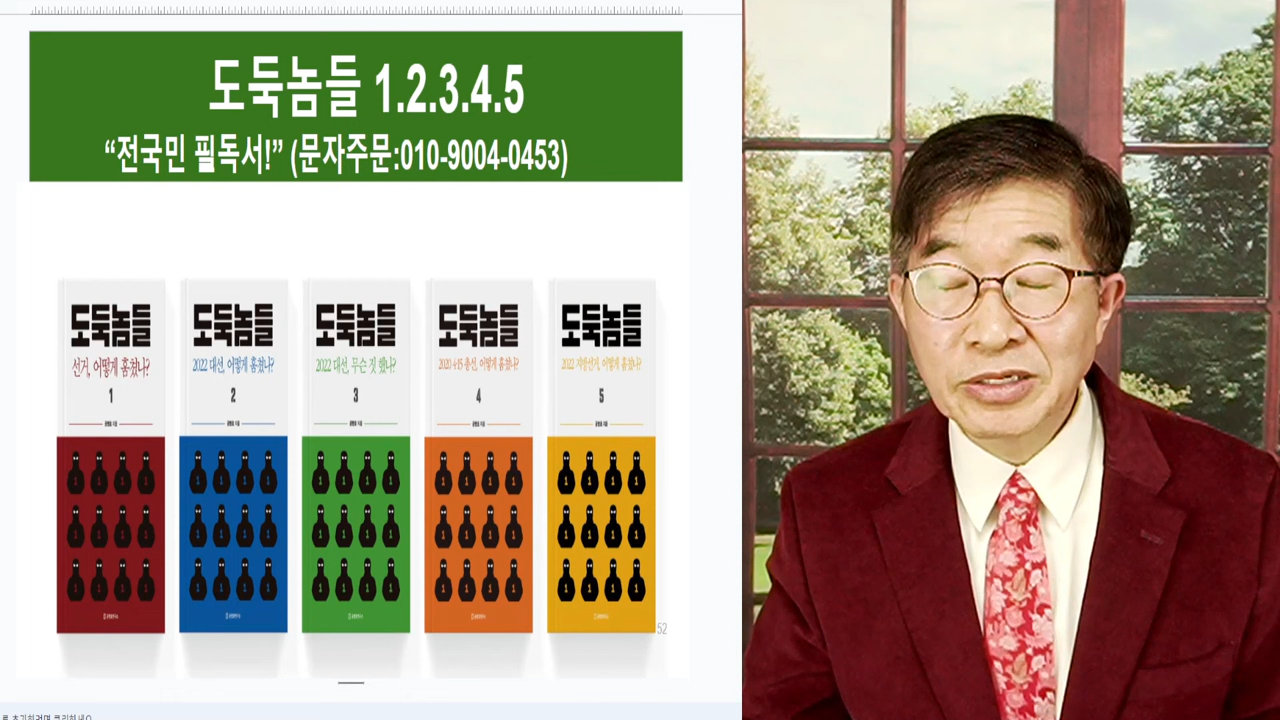 도둑놈들 1.2.3.4.5
“전국민 필독서!” (문자주문:010-9004-0453)
도둑놈들
선거, 어떻게 훔쳤나?
1
도둑놈들
2022 대선, 어떻게 훔쳤나?
2
도둑놈들
2022 대선, 무슨 짓 했나?
3
도둑놈들
2020 4·15 총선, 어떻게 훔쳤나?
4
도둑놈들
2022 지방선거, 어떻게 훔쳤나?
5
52